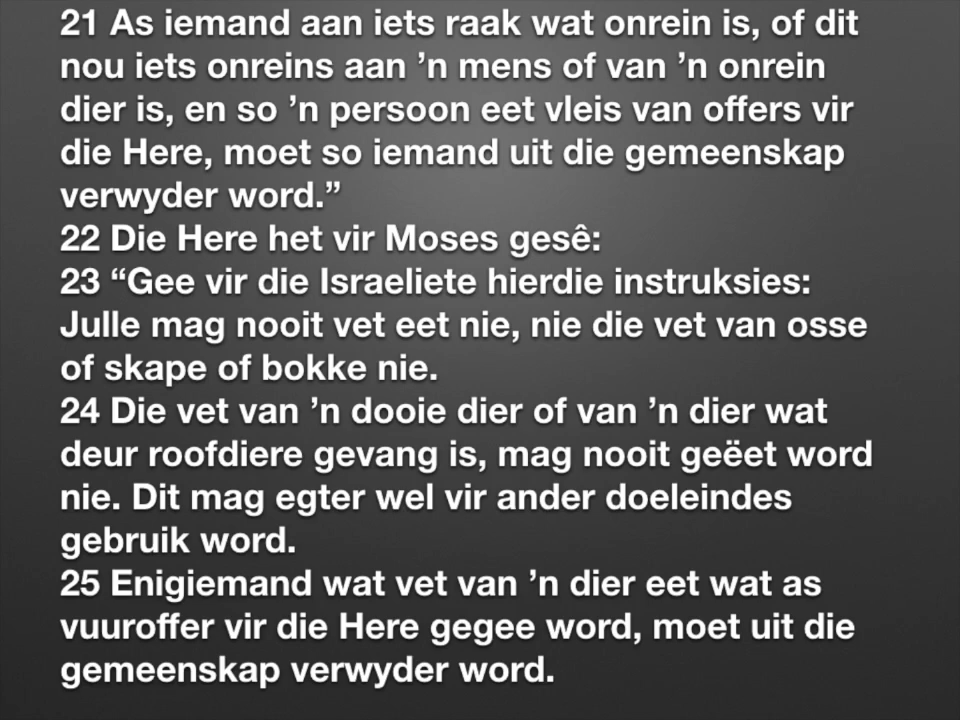 21 As iemand aan iets raak wat onrein is, of dit
nou iets onreins aan ’n mens of van ’n onrein
dier is, en so ’n persoon eet vleis van offers vir
die Here, moet so iemand uit die gemeenskap
verwyder word.”
22 Die Here het vir Moses gesê:
23 “Gee vir die Israeliete hierdie instruksies:
Julle mag nooit vet eet nie, nie die vet van osse
of skape of bokke nie.
24 Die vet van ’n dooie dier of van ’n dier wat
deur roofdiere gevang is, mag nooit geëet word
nie. Dit mag egter wel vir ander doeleindes
gebruik word.
25 Enigiemand wat vet van ’n dier eet wat as
vuuroffer vir die Here gegee word, moet uit die
gemeenskap verwyder word.